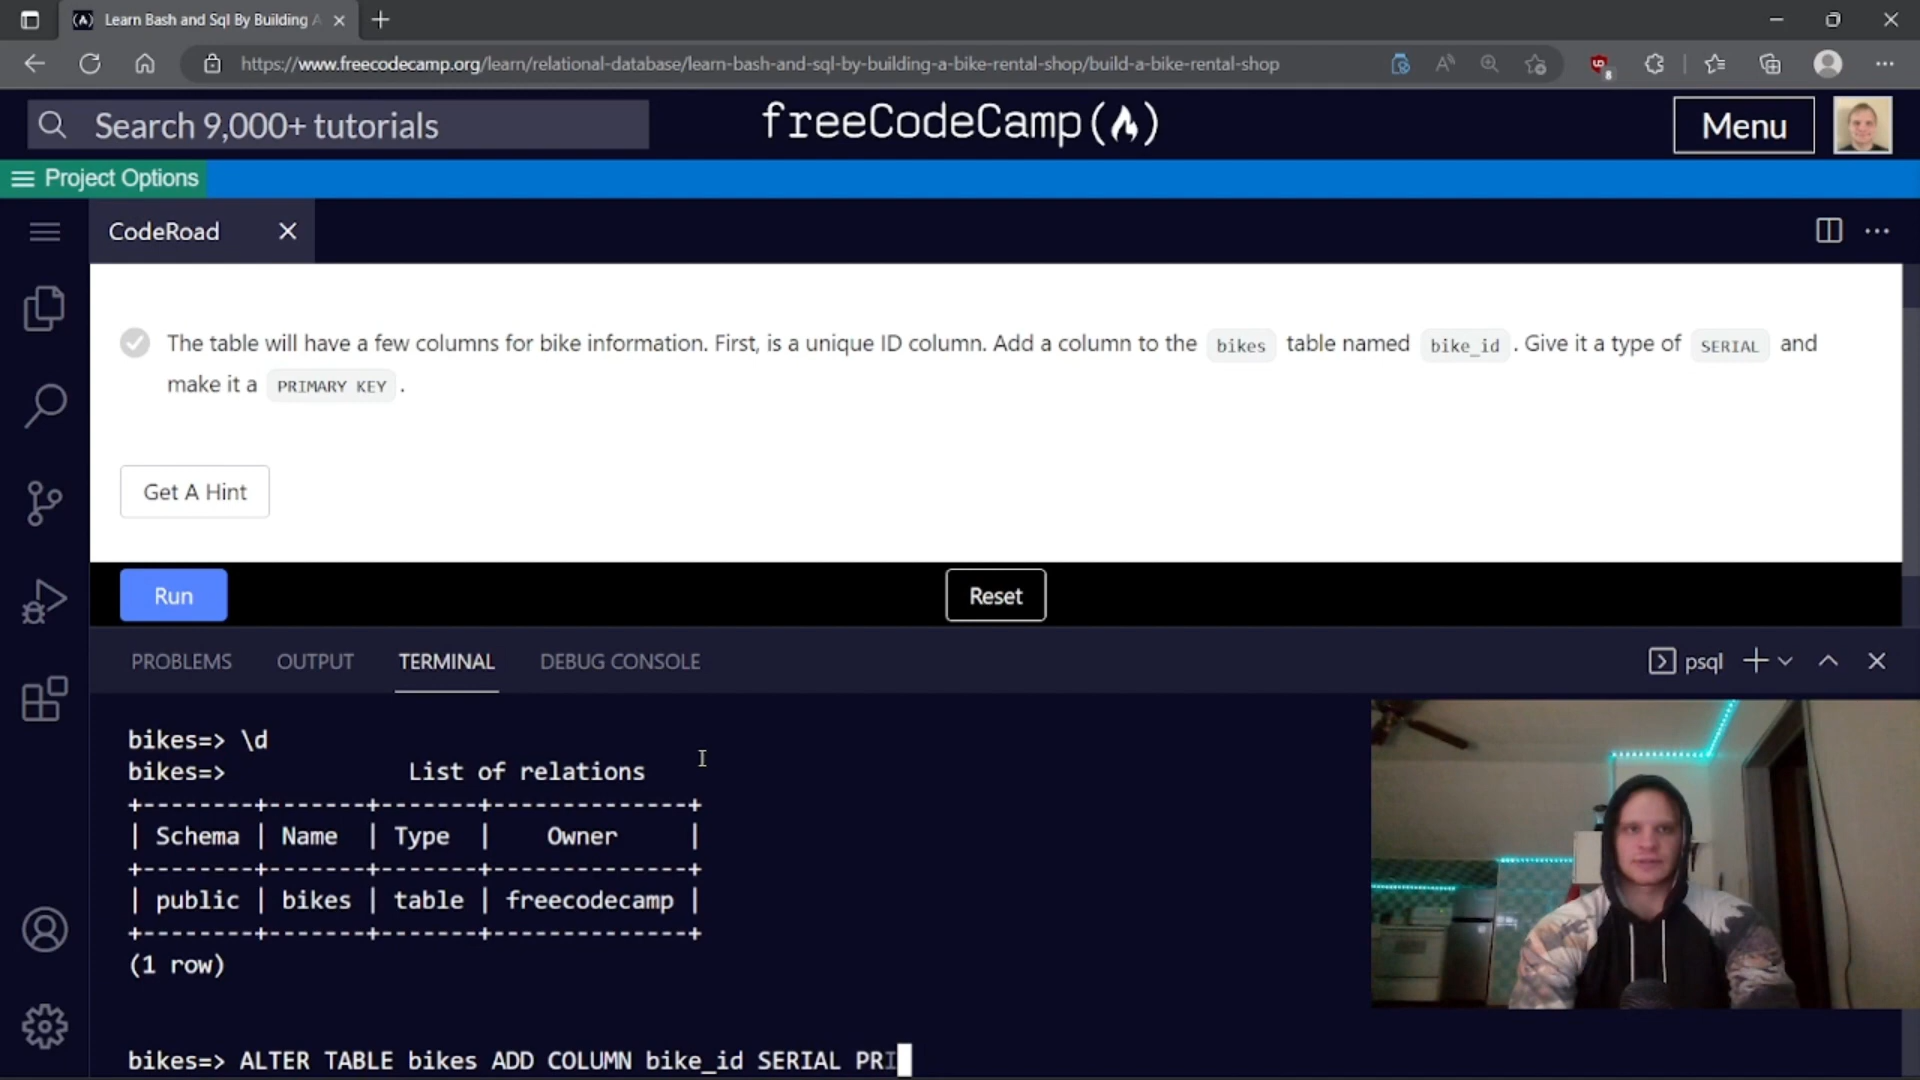 Learn Bash and Sql By Building A
https://www.freecodecamp.org/learn/relational-database/learn-bash-and-sql-by-building-a-bike-rental-shop/build-a-bike-rental-shop
8
Search 9,000+ tutorials
freeCodeCamp(🔥)
Menu
Project Options
CodeRoad
The table will have a few columns for bike information. First, is a unique ID column. Add a column to the bikes table named bike_id . Give it a type of SERIAL and
make it a PRIMARY KEY .
Get A Hint
Run
Reset
PROBLEMS OUTPUT TERMINAL DEBUG CONSOLE
psql
bikes=> \d
bikes=> List of relations
+--------+-------+-------+--------------+
| Schema | Name | Type | Owner |
+--------+-------+-------+--------------+
| public | bikes | table | freecodecamp |
+--------+-------+-------+--------------+
(1 row)
bikes=> ALTER TABLE bikes ADD COLUMN bike_id SERIAL PRI